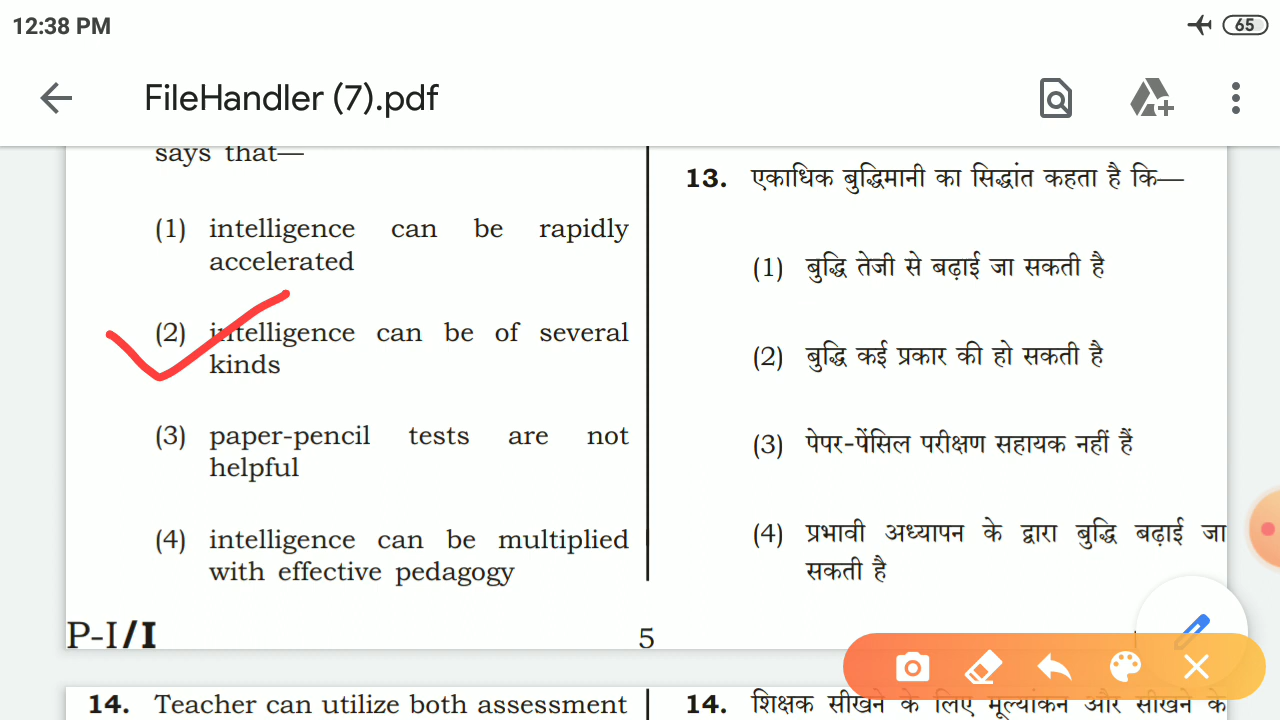 12:38 PM
65
FileHandler (7).pdf
says that—
(1) intelligence can be rapidly
accelerated
(2) intelligence can be of several
kinds
(3) paper-pencil tests are not
helpful
(4) intelligence can be multiplied
with effective pedagogy
13. एकाधिक बुद्धिमानी का सिद्धांत कहता है कि—
(1) बुद्धि तेजी से बढ़ाई जा सकती है
(2) बुद्धि कई प्रकार की हो सकती है
(3) पेपर-पेंसिल परीक्षण सहायक नहीं हैं
(4) प्रभावी अध्यापन के द्वारा बुद्धि बढ़ाई जा
सकती है
P-I/I
5
14. Teacher can utilize both assessment
14. शिक्षक सीखने के लिए मूल्यांकन और सीखने के